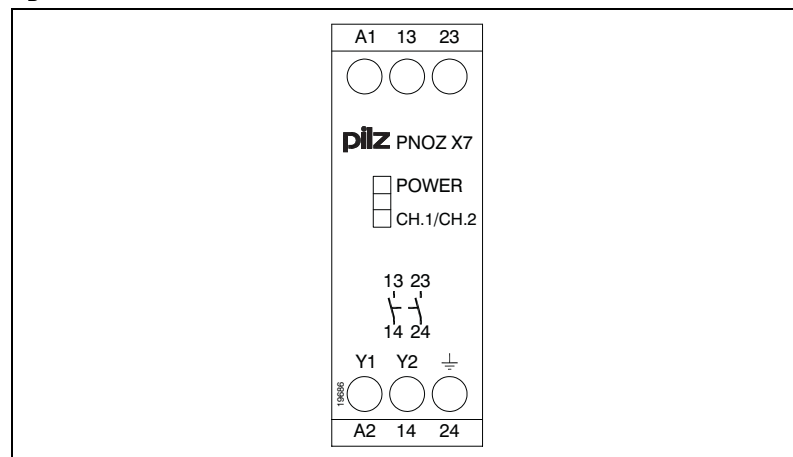 A1 13 23
pilz PNOZ X7
POWER
CH.1/CH.2
13 23
14 24
Y1 Y2
19686
A2 14 24